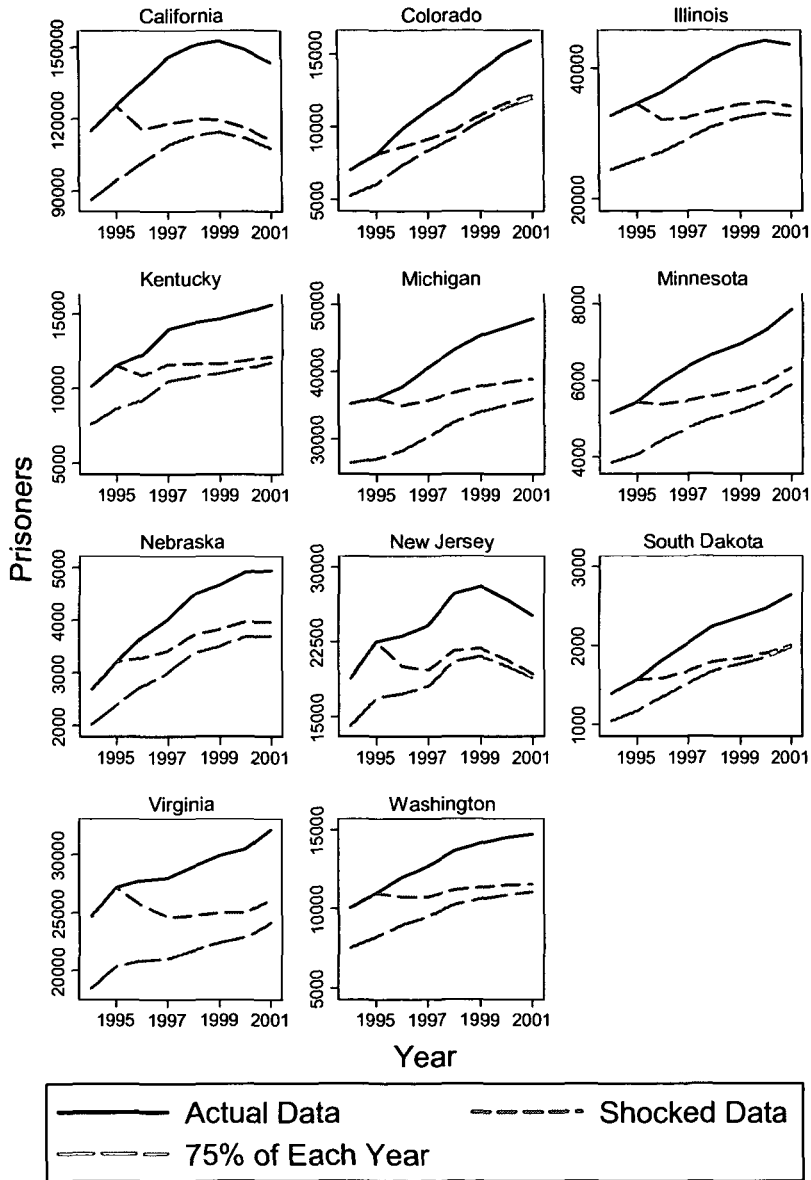 California
Colorado
Illinois
150000
120000
90000
15000
10000
5000
40000
20000
1995 1997 1999 2001
1995 1997 1999 2001
1995 1997 1999 2001
Kentucky
Michigan
Minnesota
15000
10000
5000
50000
40000
30000
8000
6000
4000
1995 1997 1999 2001
1995 1997 1999 2001
1995 1997 1999 2001
Prisoners
Nebraska
New Jersey
South Dakota
5000
4000
3000
2000
30000
22500
15000
3000
2000
1000
1995 1997 1999 2001
1995 1997 1999 2001
1995 1997 1999 2001
Virginia
Washington
30000
25000
20000
15000
10000
5000
1995 1997 1999 2001
1995 1997 1999 2001
Year
Actual Data
Shocked Data
75% of Each Year